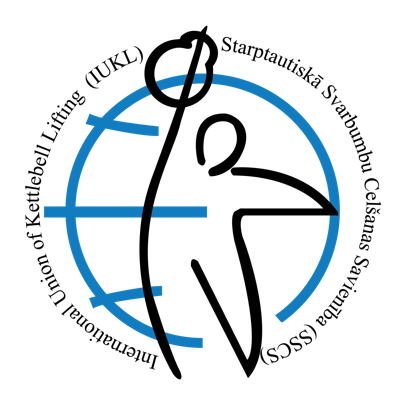 International Union of Kettlebell Lifting (IUKL)
Starptautiskā Svarbumbu Celšanas Savienība (SSCS)